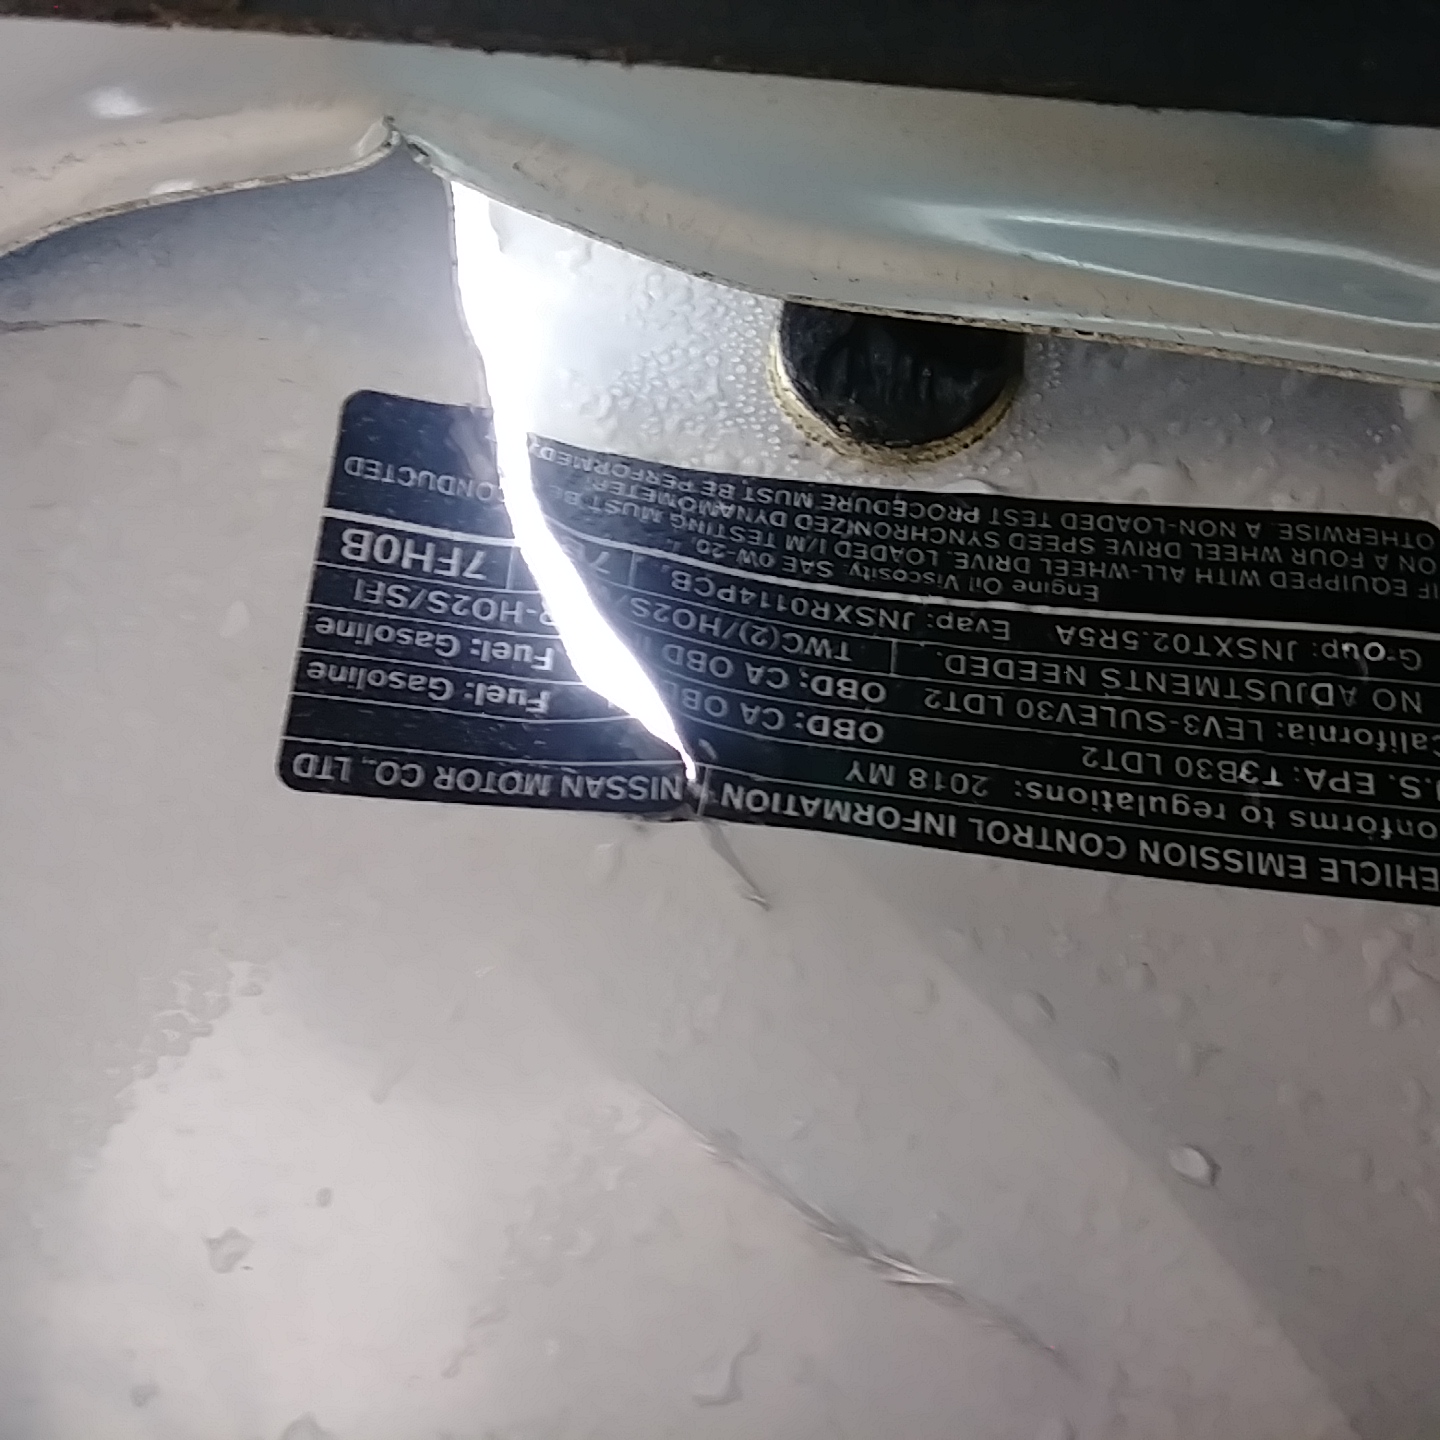 EHICLE EMISSION CONTROL INFORMATION NISSAN MOTOR CO., LTD
onforms to regulations: 2018 MY
U.S. EPA: T3B30 LDT2 OBD: CA OBD Fuel: Gasoline
California: LEV3-SULEV30 LDT2 OBD: CA OBD Fuel: Gasoline
NO ADJUSTMENTS NEEDED. TWC(2)/HO2S R-HO2S/SFI
Group: JNSXT02.5R5A Evap: JNSXR0114PCB 7FH0B
Engine Oil Viscosity, SAE 0W-20,
IF EQUIPPED WITH ALL-WHEEL DRIVE, LOADED I/M TESTING MUST BE CONDUCTED
ON A FOUR WHEEL DRIVE SPEED SYNCHRONIZED DYNAMOMETER.
OTHERWISE, A NON-LOADED TEST PROCEDURE MUST BE PERFORMED